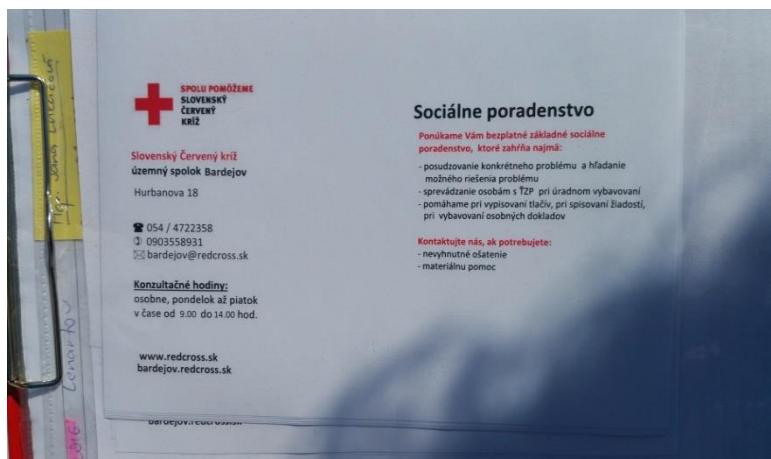 SPOLU POMÔŽEME
SLOVENSKÝ
ČERVENÝ
KRÍŽ
Slovenský Červený kríž
územný spolok Bardejov
Hurbanova 18
054 / 4722358
0903558931
bardejov@redcross.sk
Konzultačné hodiny:
osobne, pondelok až piatok
v čase od 9.00 do 14.00 hod.
www.redcross.sk
bardejov.redcross.sk
Sociálne poradenstvo
Ponúkame Vám bezplatné základné sociálne
poradenstvo, ktoré zahŕňa najmä:
- posudzovanie konkrétneho problému a hľadanie
možného riešenia problému
- sprevádzanie osobám s ŤZP pri úradnom vybavovaní
- pomáhame pri vypisovaní tlačív, pri spisovaní žiadostí,
pri vybavovaní osobných dokladov
Kontaktujte nás, ak potrebujete:
- nevyhnutné ošatenie
- materiálnu pomoc
bardejov.redcross.sk
Lenartov